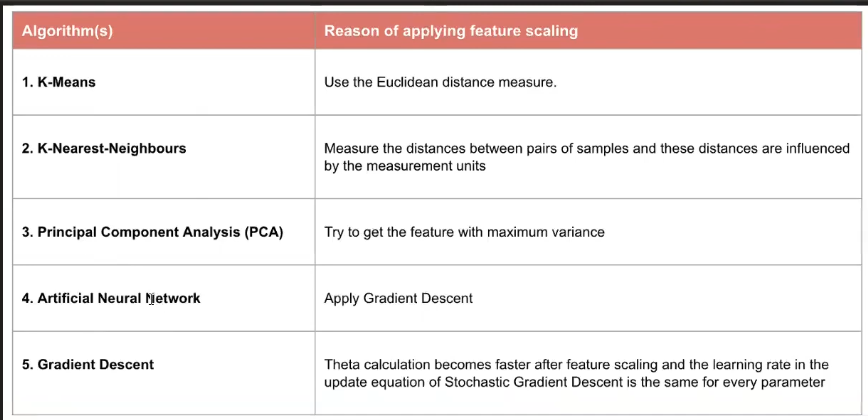 Algorithm(s)
Reason of applying feature scaling
1. K-Means
Use the Euclidean distance measure.
2. K-Nearest-Neighbours
Measure the distances between pairs of samples and these distances are influenced
by the measurement units
3. Principal Component Analysis (PCA)
Try to get the feature with maximum variance
4. Artificial Neural Network
Apply Gradient Descent
5. Gradient Descent
Theta calculation becomes faster after feature scaling and the learning rate in the
update equation of Stochastic Gradient Descent is the same for every parameter